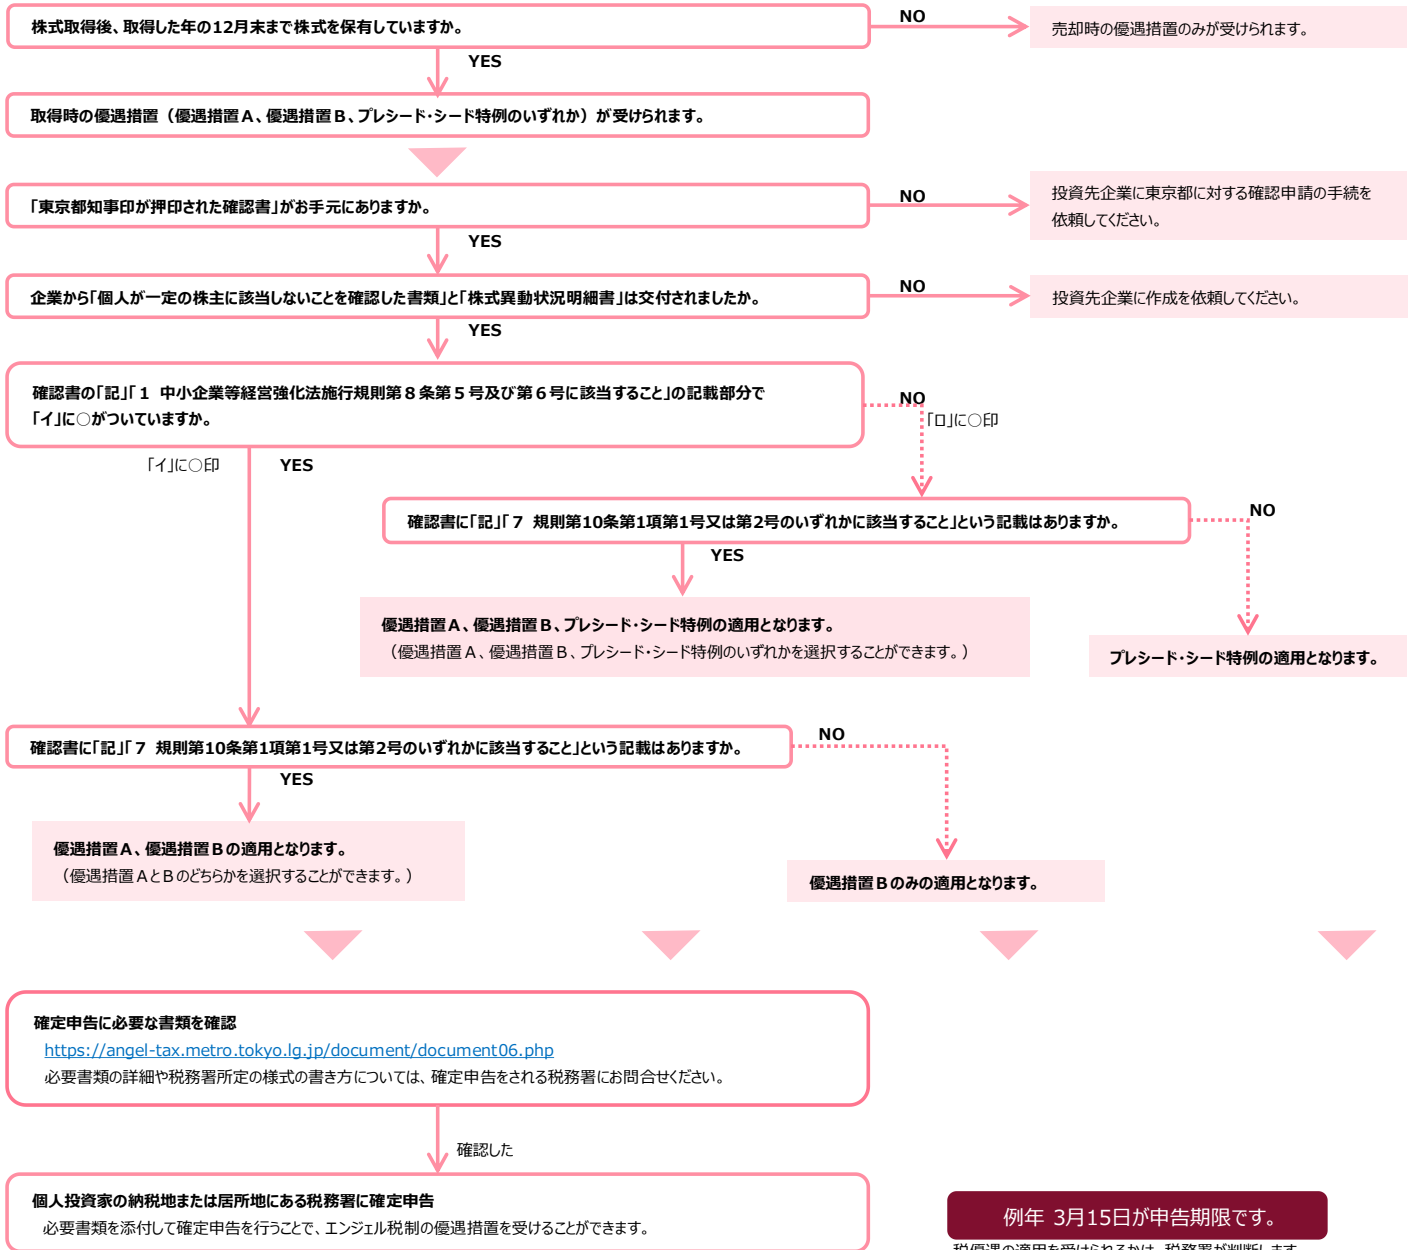 株式取得後、取得した年の12月末まで株式を保有していますか。
NO
売却時の優遇措置のみが受けられます。
YES
取得時の優遇措置（優遇措置A、優遇措置B、プレシード・シード特例のいずれか）が受けられます。
「東京都知事印が押印された確認書」がお手元にありますか。
NO
投資先企業に東京都に対する確認申請の手続を
依頼してください。
YES
企業から「個人が一定の株主に該当しないことを確認した書類」と「株式異動状況明細書」は交付されましたか。
NO
投資先企業に作成を依頼してください。
YES
確認書の「記」「１ 中小企業等経営強化法施行規則第８条第５号及び第６号に該当すること」の記載部分で
「イ」に○がついていますか。
NO
「ロ」に○印
「イ」に○印
YES
確認書に「記」「７ 規則第10条第1項第1号又は第2号のいずれかに該当すること」という記載はありますか。
NO
YES
優遇措置A、優遇措置B、プレシード・シード特例の適用となります。
（優遇措置A、優遇措置B、プレシード・シード特例のいずれかを選択することができます。）
プレシード・シード特例の適用となります。
確認書に「記」「７ 規則第10条第1項第1号又は第2号のいずれかに該当すること」という記載はありますか。
NO
YES
優遇措置A、優遇措置Bの適用となります。
（優遇措置AとBのどちらかを選択することができます。）
優遇措置Bのみの適用となります。
確定申告に必要な書類を確認
https://angel-tax.metro.tokyo.lg.jp/document/document06.php
必要書類の詳細や税務署所定の様式の書き方については、確定申告をされる税務署にお問合せください。
確認した
個人投資家の納税地または居所地にある税務署に確定申告
必要書類を添付して確定申告を行うことで、エンジェル税制の優遇措置を受けることができます。
例年 3月15日が申告期限です。
税優遇の適用を受けられるかは、税務署が判断します